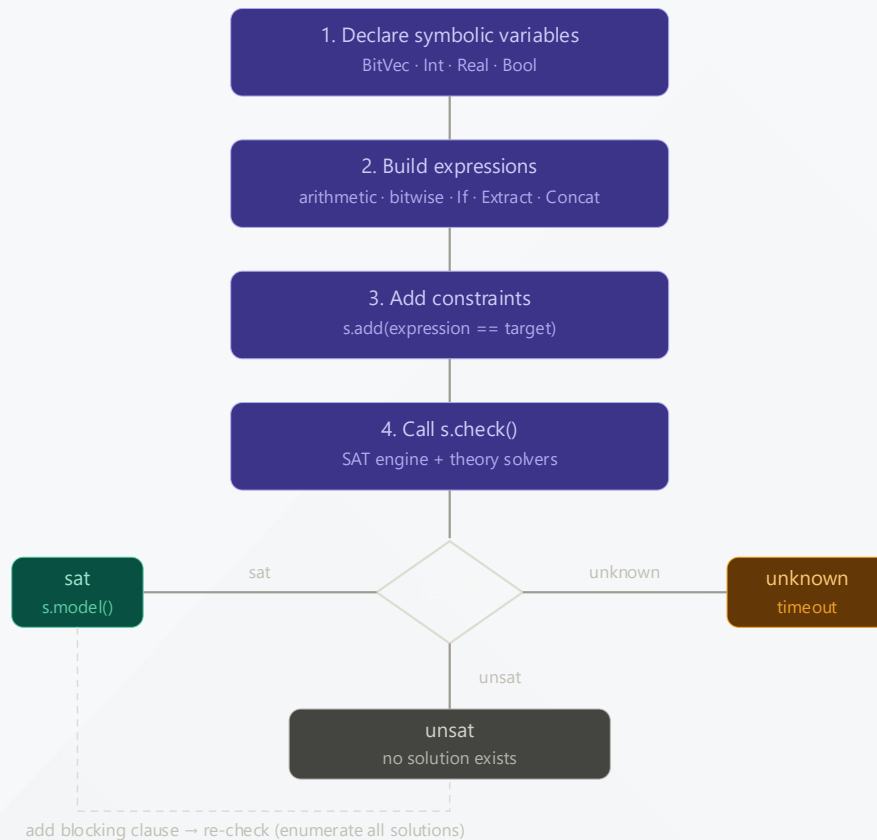 1. Declare symbolic variables
BitVec · Int · Real · Bool
2. Build expressions
arithmetic · bitwise · If · Extract · Concat
3. Add constraints
s.add(expression == target)
4. Call s.check()
SAT engine + theory solvers
sat
s.model()
sat
unknown
unknown
timeout
unsat
unsat
no solution exists
add blocking clause → re-check (enumerate all solutions)